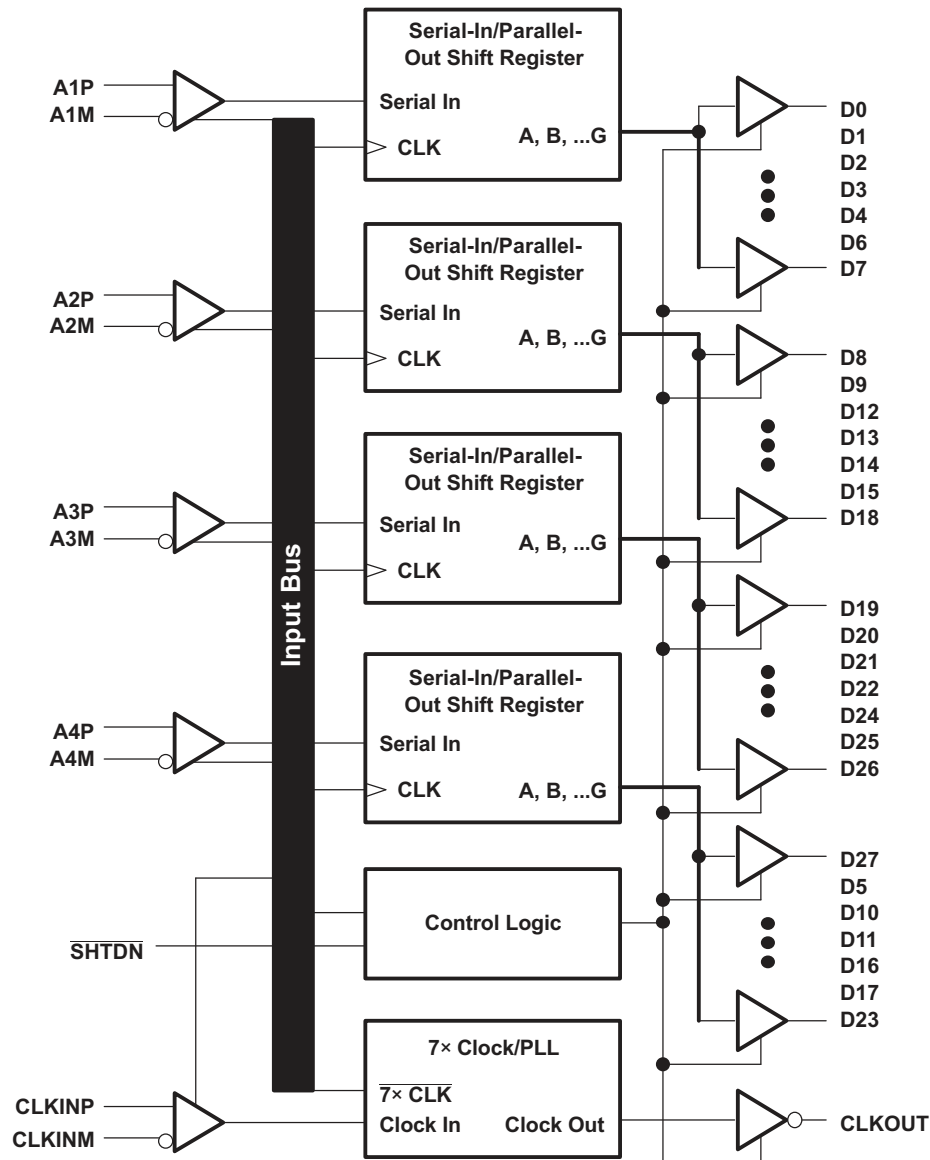 Serial-In/Parallel-
Out Shift Register
A1P
A1M
Serial In
CLK
A, B, ...G
D0
D1
D2
D3
D4
D6
D7
Serial-In/Parallel-
Out Shift Register
A2P
A2M
Serial In
CLK
A, B, ...G
D8
D9
D12
D13
D14
D15
D18
Serial-In/Parallel-
Out Shift Register
A3P
A3M
Serial In
CLK
A, B, ...G
Input Bus
D19
D20
D21
D22
D24
D25
D26
Serial-In/Parallel-
Out Shift Register
A4P
A4M
Serial In
CLK
A, B, ...G
D27
D5
D10
D11
D16
D17
D23
Control Logic
SHTDN
7× Clock/PLL
7× CLK
CLKINP
CLKINM
Clock In
Clock Out
CLKOUT